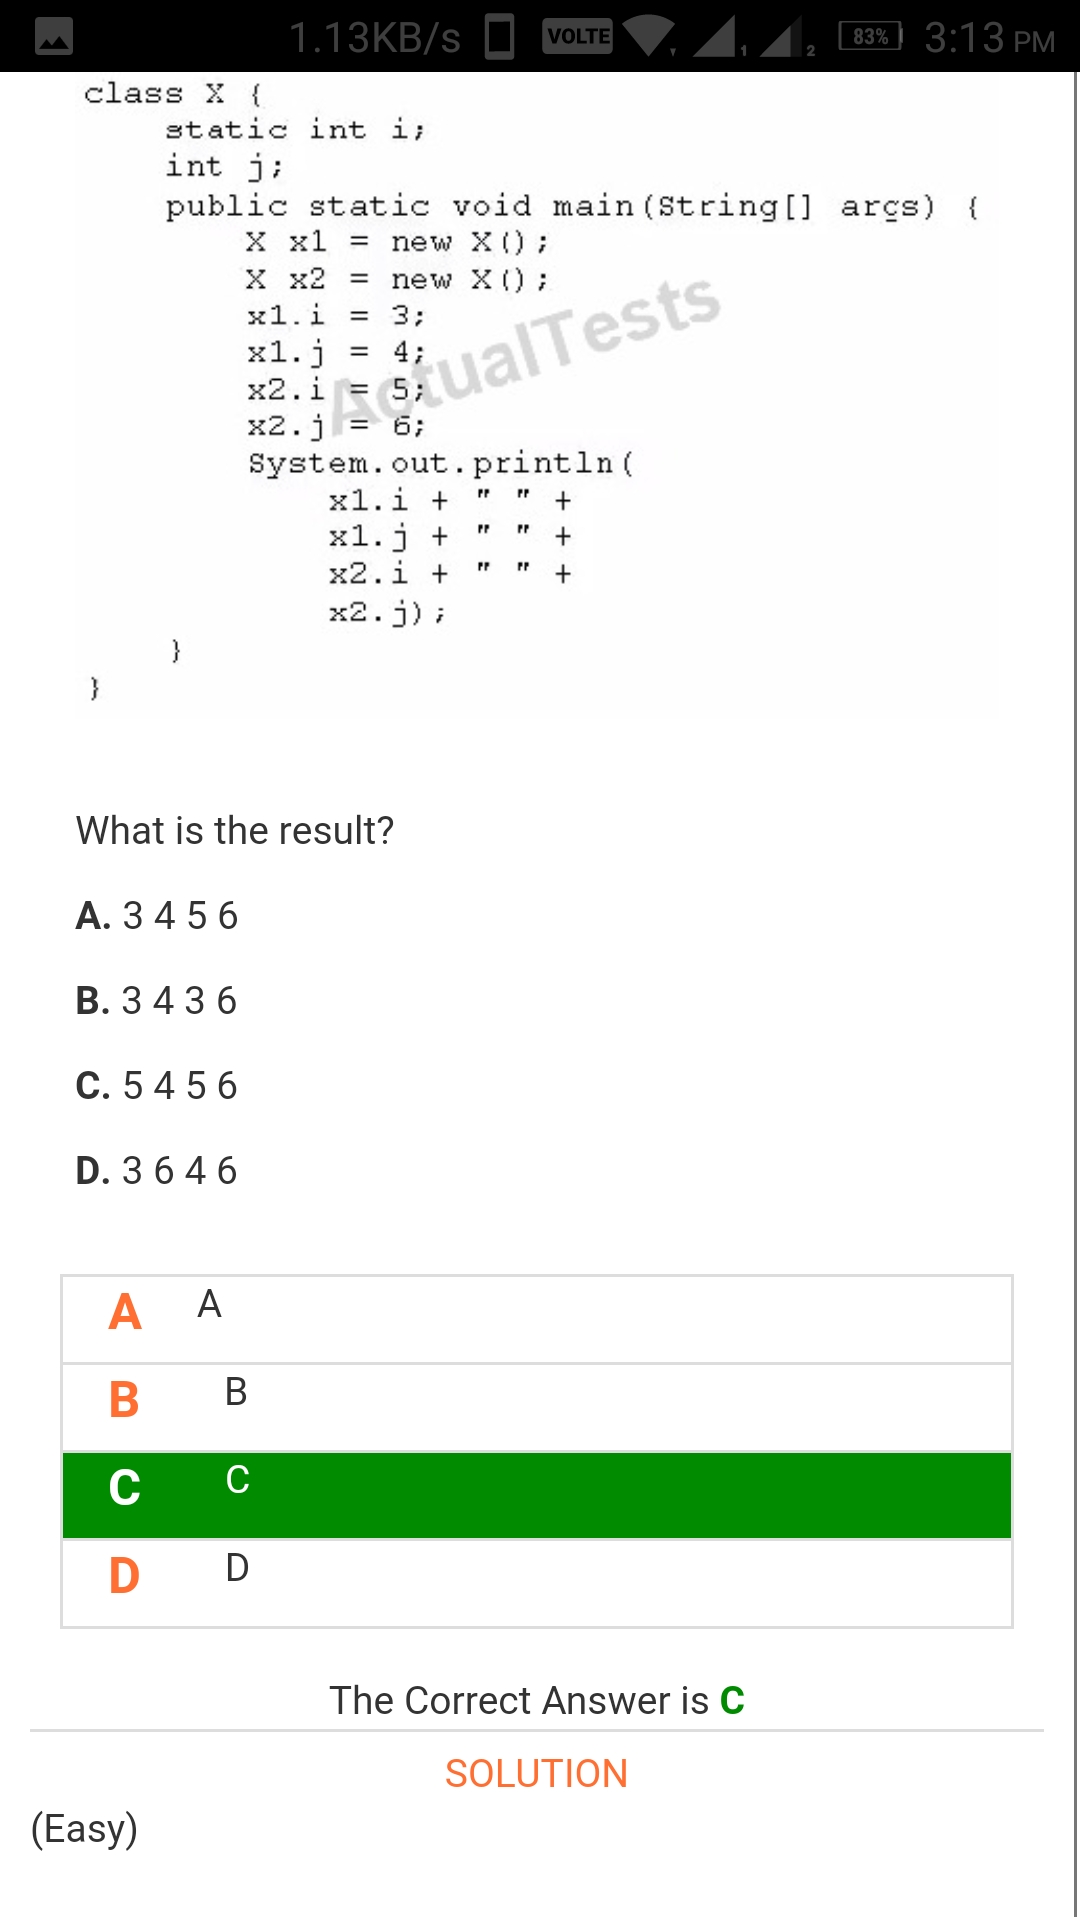 1.13KB/s VOLTE 1 2 83% 3:13 PM
class X {
static int i;
int j;
public static void main(String[] args) {
X x1 = new X();
X x2 = new X();
x1.i = 3;
x1.j = 4;
x2.i = 5;
x2.j = 6;
ActualTests
System.out.println(
x1.i + " " +
x1.j + " " +
x2.i + " " +
x2.j);
}
}
What is the result?
A. 3 4 5 6
B. 3 4 3 6
C. 5 4 5 6
D. 3 6 4 6
A A
B B
C C
D D
The Correct Answer is C
SOLUTION
(Easy)